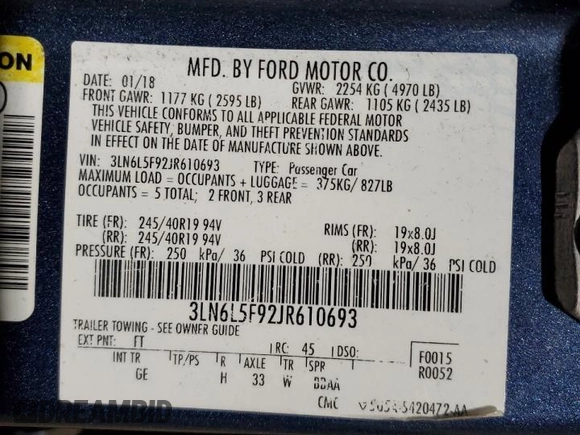 ON
MFD. BY FORD MOTOR CO.
DATE: 01/18 GVWR: 2254 KG ( 4970 LB)
FRONT GAWR: 1177 KG ( 2595 LB) REAR GAWR: 1105 KG ( 2435 LB)
THIS VEHICLE CONFORMS TO ALL APPLICABLE FEDERAL MOTOR
VEHICLE SAFETY, BUMPER, AND THEFT PREVENTION STANDARDS
IN EFFECT ON THE DATE OF MANUFACTURE SHOWN ABOVE.
VIN: 3LN6L5F92JR610693 TYPE: Passenger Car
MAXIMUM LOAD = OCCUPANTS + LUGGAGE = 375KG/ 827LB
OCCUPANTS = 5 TOTAL; 2 FRONT, 3 REAR
TIRE (FR): 245/40R19 94V RIMS (FR): 19x8.0J
(RR): 245/40R19 94V (RR): 19x8.0J
PRESSURE (FR): 250 kPa/ 36 PSI COLD (RR): 250 kPa/ 36 PSI COLD
3LN6L5F92JR610693
TRAILER TOWING - SEE OWNER GUIDE
EXT PNT: FT RC: 45 DSO: F0015
INT TR TP/PS R AXLE TR SPR R0052
GE H 33 W BDAA
CMC